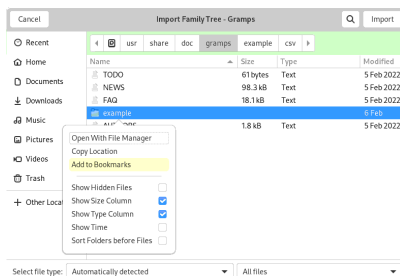 Cancel Import Family Tree - Gramps Import
Recent usr share doc gramps example csv
Home Name Size Type Modified
TODO 61 bytes Text 5 Feb 2022
Documents NEWS 98.3 kB Text 5 Feb 2022
Downloads FAQ 18.1 kB Text 5 Feb 2022
Music example 6 Feb
1.8 kB Text 5 Feb 2022
Pictures Open With File Manager
Videos Copy Location
Trash Add to Bookmarks
Show Hidden Files
Other Show Size Column
Show Type Column
Show Time
Sort Folders before Files
Select file type: Automatically detected All files